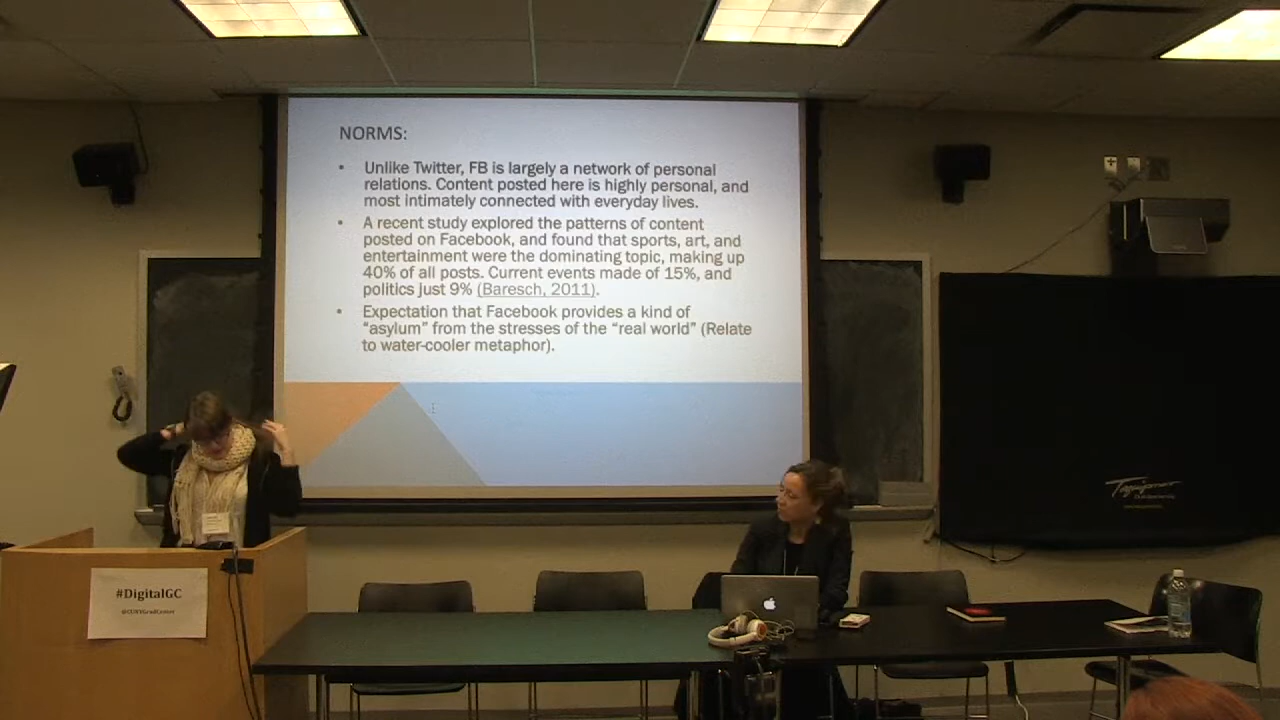 NORMS:
• Unlike Twitter, FB is largely a network of personal
relations. Content posted here is highly personal, and
most intimately connected with everyday lives.
• A recent study explored the patterns of content
posted on Facebook, and found that sports, art, and
entertainment were the dominating topic, making up
40% of all posts. Current events made of 15%, and
politics just 9% (Baresch, 2011).
• Expectation that Facebook provides a kind of
“asylum” from the stresses of the “real world” (Relate
to water-cooler metaphor).
#DigitalGC
@CUNYGradCenter